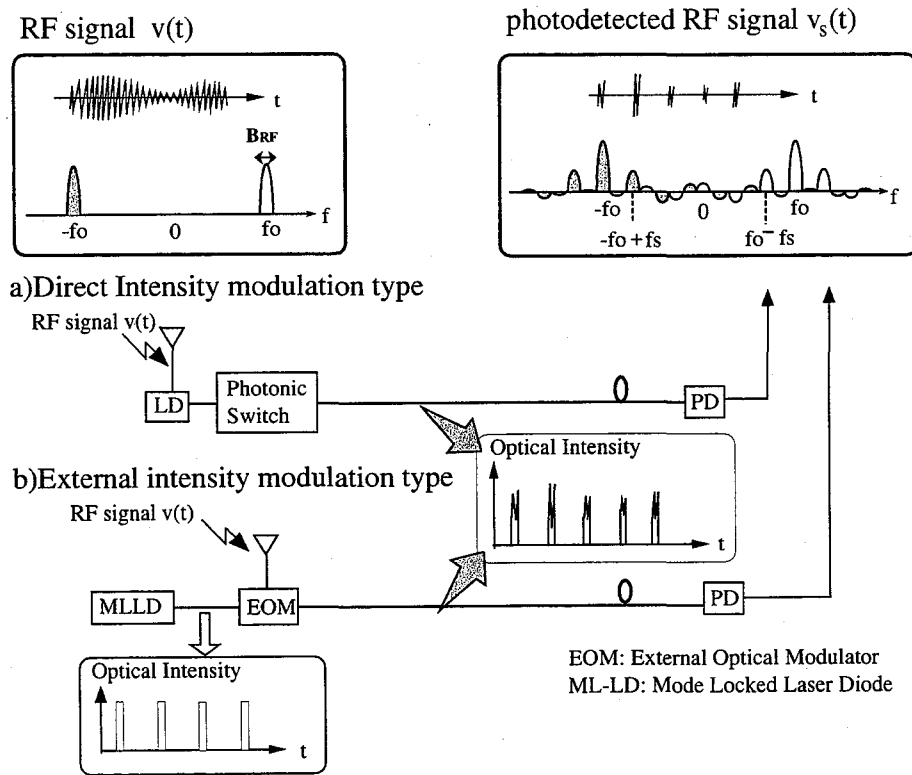 RF signal v(t)
photodetected RF signal vs(t)
t
BRF
f
-fo
0
fo
t
f
-fo
0
fo
-fo+fs
fo-fs
a)Direct Intensity modulation type
RF signal v(t)
LD
Photonic
Switch
PD
Optical Intensity
t
b)External intensity modulation type
RF signal v(t)
MLLD
EOM
PD
Optical Intensity
t
EOM: External Optical Modulator
ML-LD: Mode Locked Laser Diode